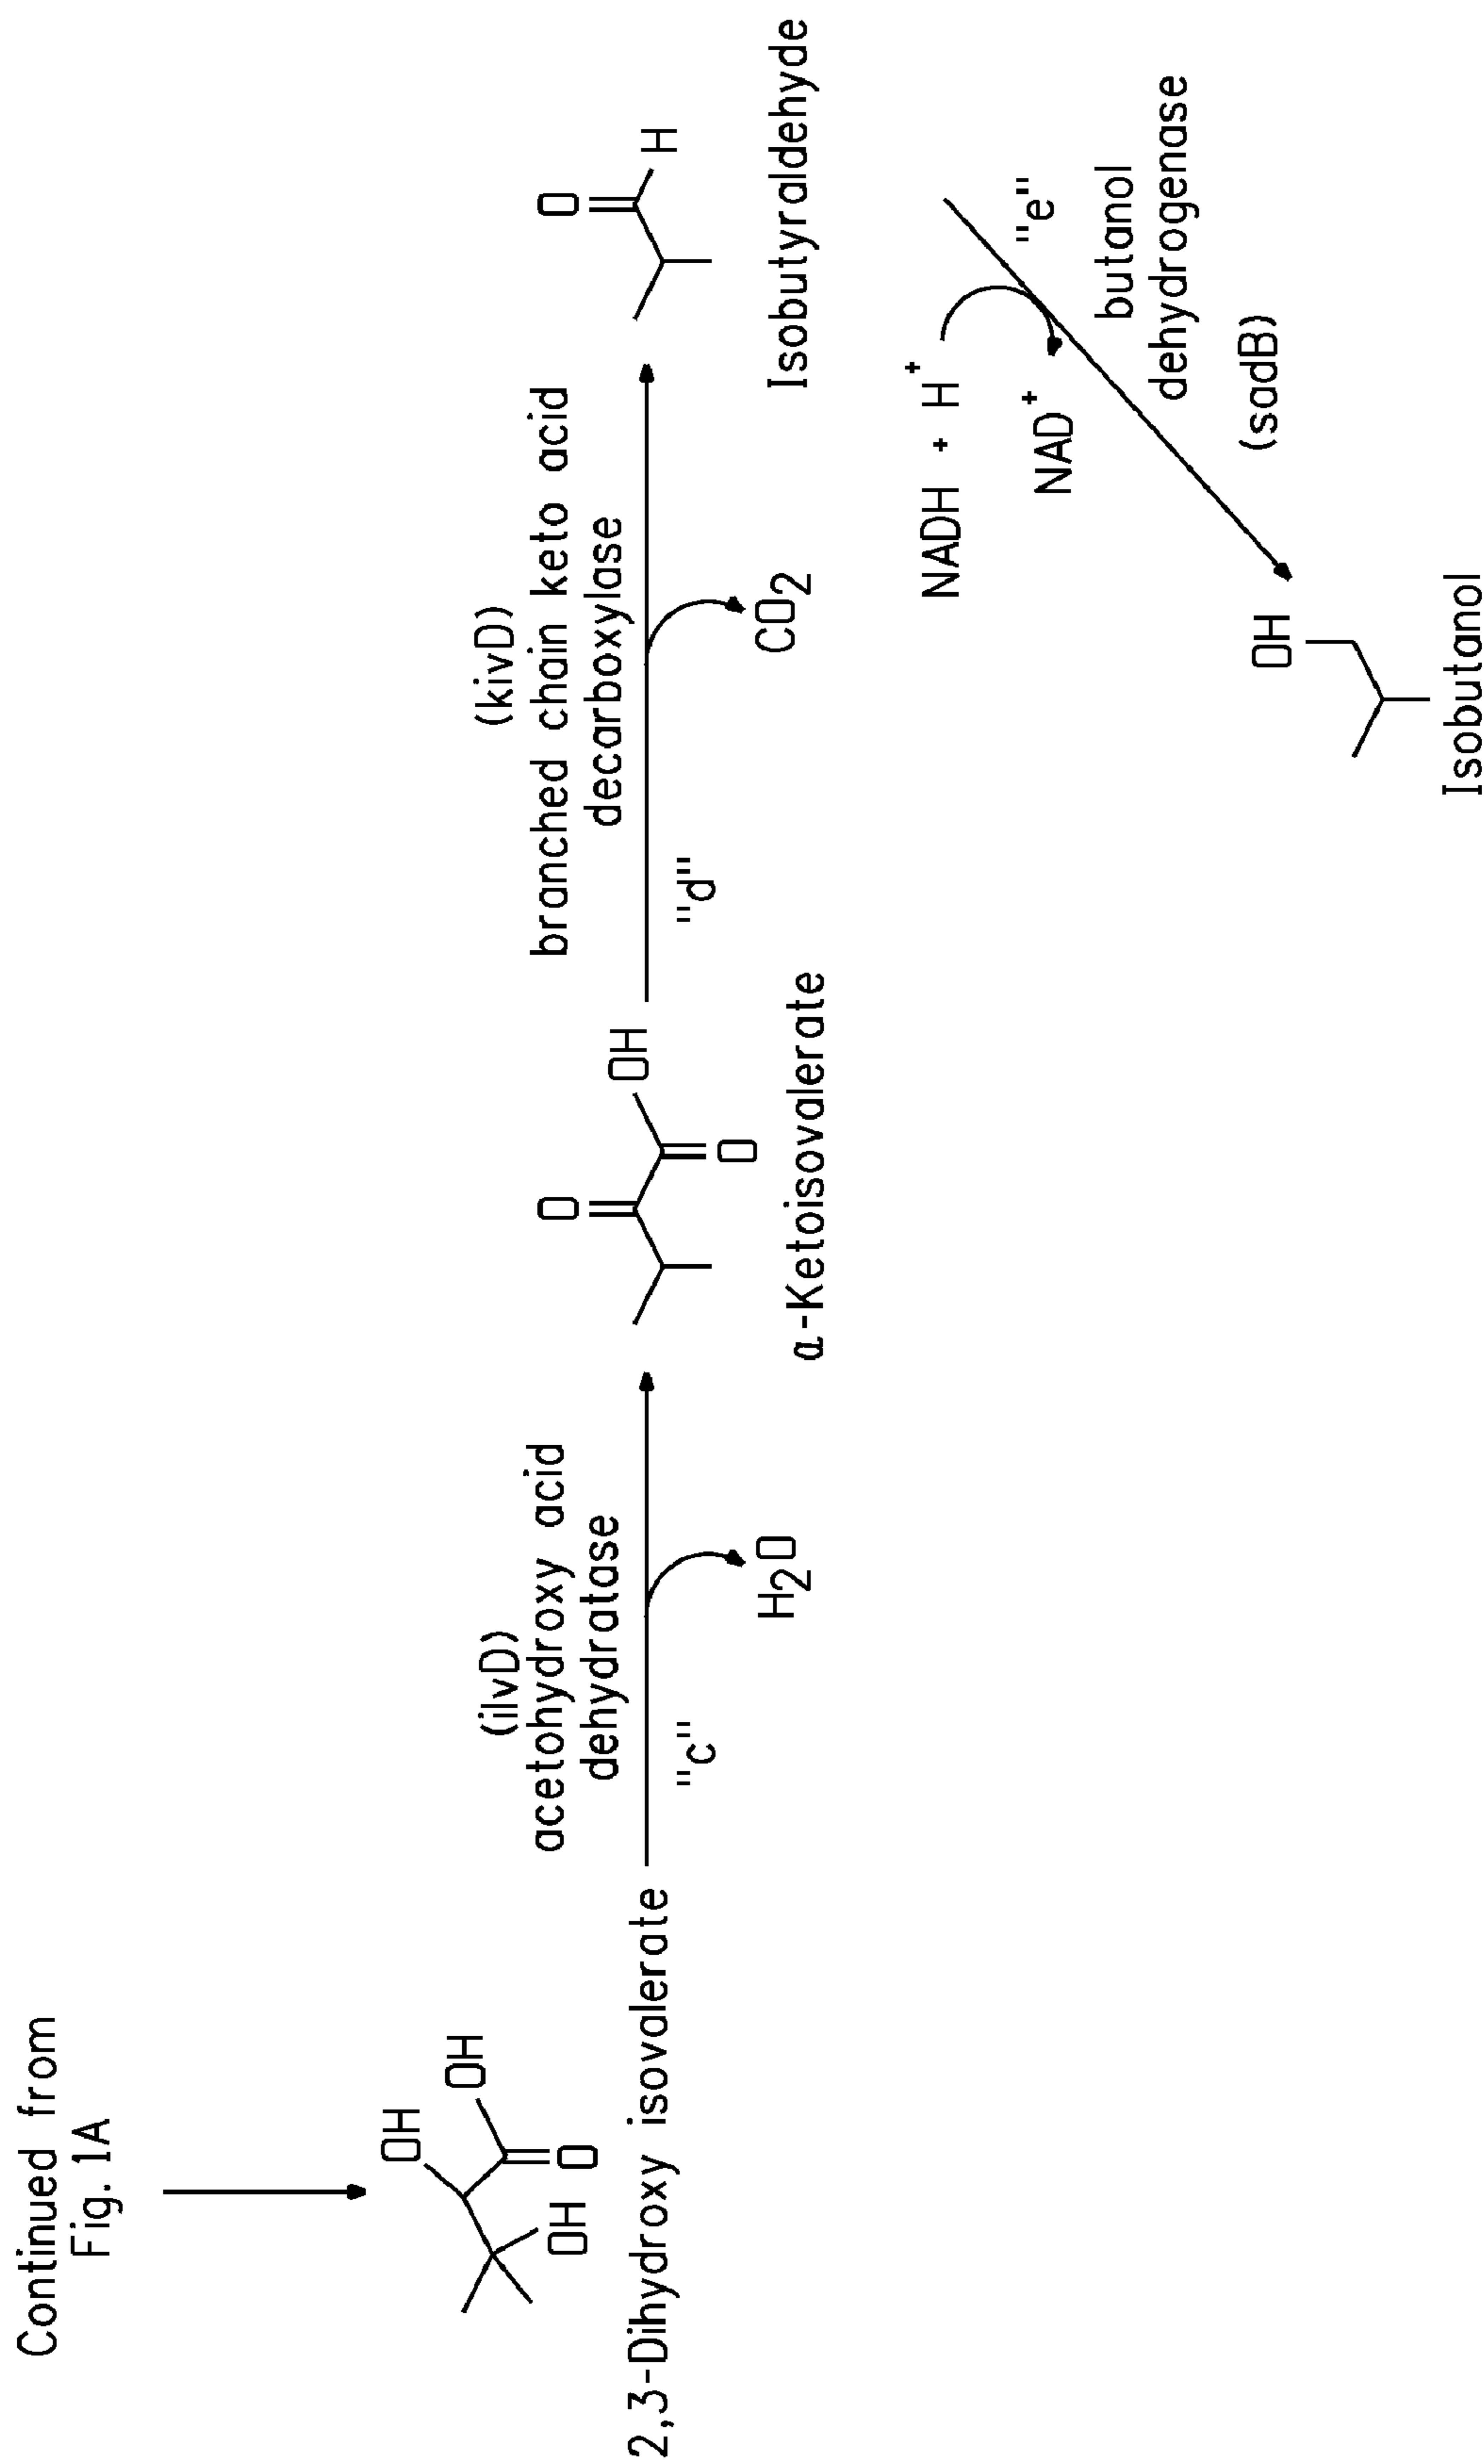 Continued from
Fig. 1A
OH
OH
OH
O
2,3-Dihydroxy isovalerate
(ilvD)
acetohydroxy acid
dehydratase
"c"
H2O
O
OH
O
α-Ketoisovalerate
(kivD)
branched chain keto acid
decarboxylase
"d"
CO2
O
H
Isobutyraldehyde
NADH + H+
NAD+
"e"
butanol
dehydrogenase
(sadB)
OH
Isobutanol